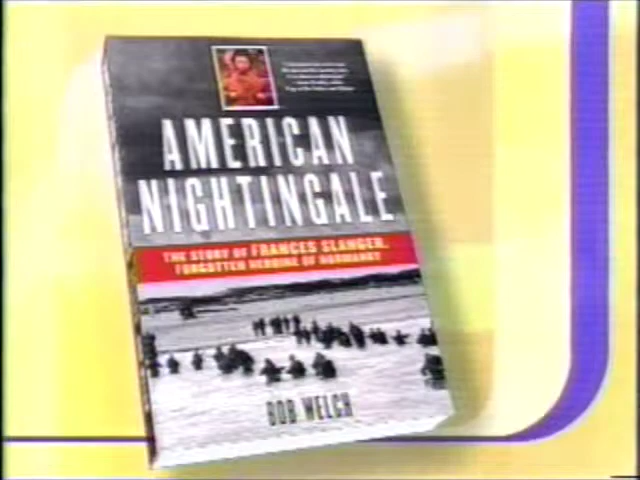 AMERICAN
NIGHTINGALE
THE STORY OF FRANCES SLANGER,
FORGOTTEN HEROINE OF NORMANDY
BOB WELCH